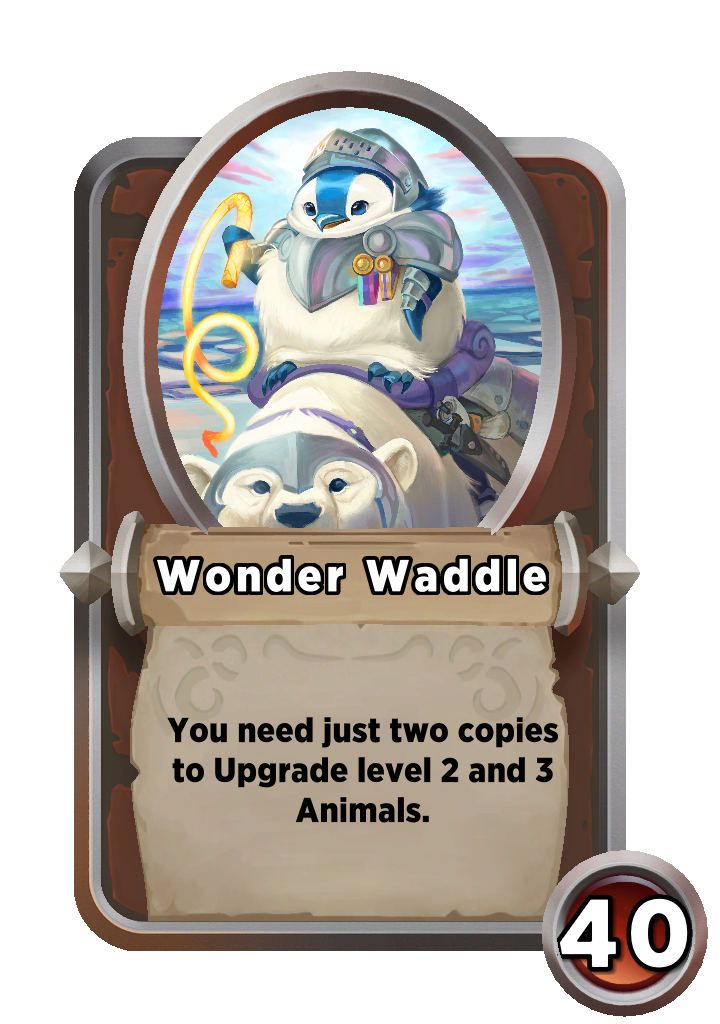 Wonder Waddle
You need just two copies
to Upgrade level 2 and 3
Animals.
40